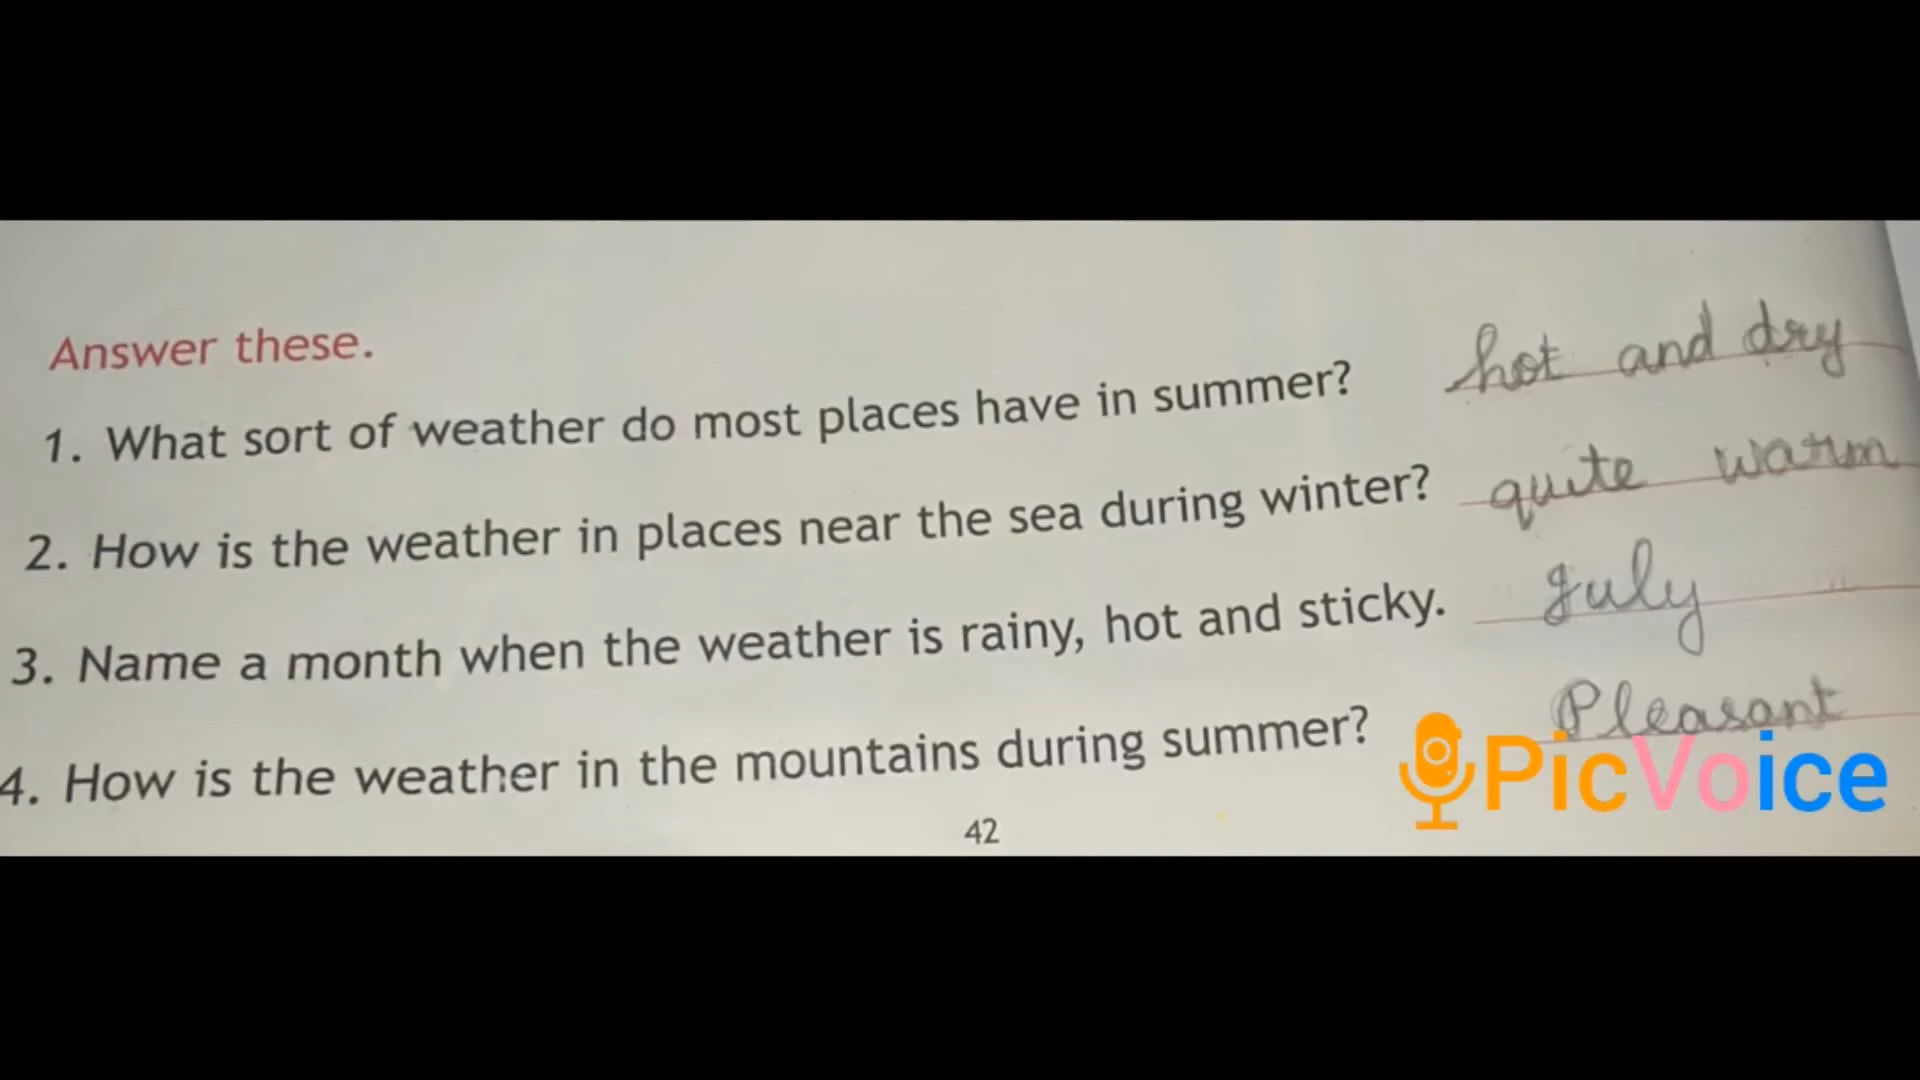 Answer these.
1. What sort of weather do most places have in summer? hot and dry
2. How is the weather in places near the sea during winter? quite warm
3. Name a month when the weather is rainy, hot and sticky. July
4. How is the weather in the mountains during summer? Pleasant
PicVoice
42